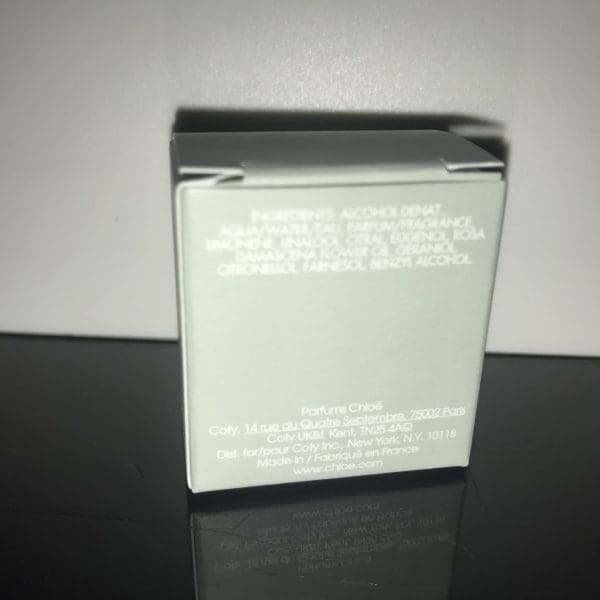 INGREDIENTS: ALCOHOL DENAT.,
AQUA/WATER/EAU, PARFUM/FRAGRANCE,
LIMONENE, LINALOOL, CITRAL, EUGENOL, ROSA
DAMASCENA FLOWER OIL, GERANIOL,
CITRONELLOL, FARNESOL, BENZYL ALCOHOL.
Parfums Chloé
Coty, 14 rue du Quatre Septembre, 75002 Paris
Coty UK&I, Kent, TN25 4AQ
Dist. for/pour Coty Inc., New York, N.Y. 10118
Made in / Fabriqué en France
www.chloe.com